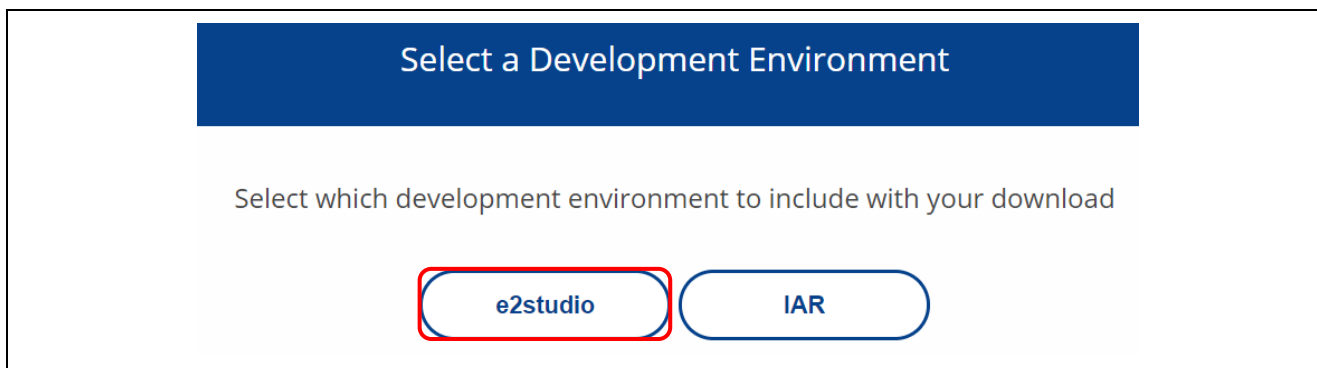 Select a Development Environment
Select which development environment to include with your download
e2studio IAR